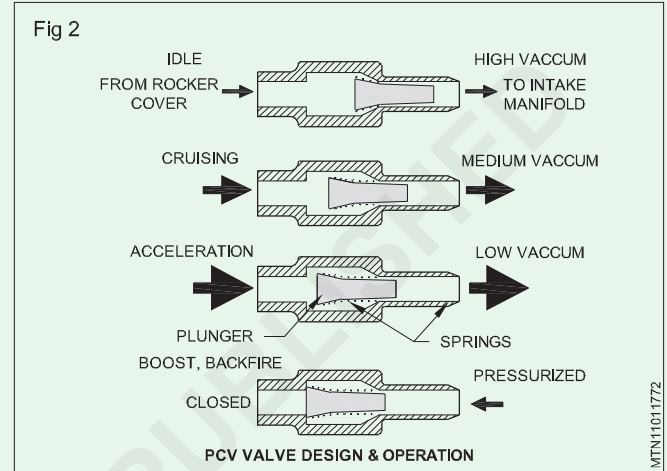 Fig 2
IDLE
HIGH VACCUM
FROM ROCKER
COVER
TO INTAKE
MANIFOLD
CRUISING
MEDIUM VACCUM
ACCELERATION
LOW VACCUM
PLUNGER
SPRINGS
BOOST, BACKFIRE
PRESSURIZED
CLOSED
PCV VALVE DESIGN & OPERATION
MTN11011772